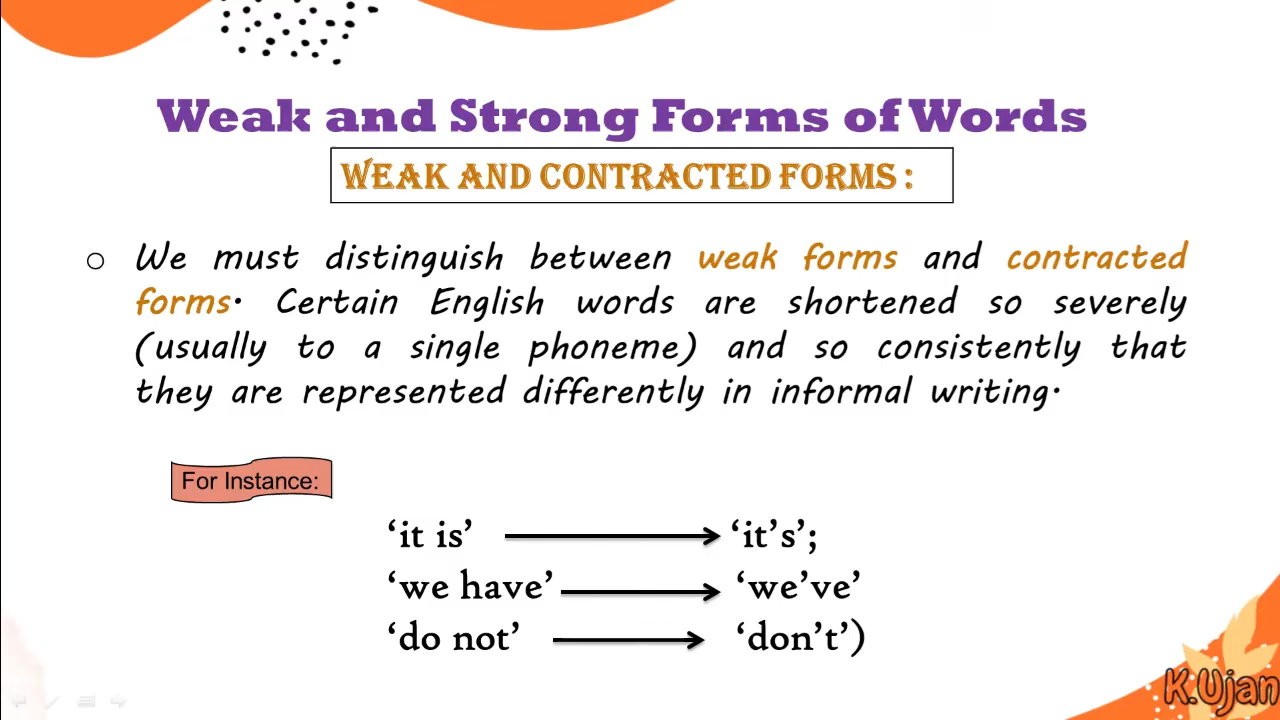 Weak and Strong Forms of Words
WEAK AND CONTRACTED FORMS :
o We must distinguish between weak forms and contracted
forms. Certain English words are shortened so severely
(usually to a single phoneme) and so consistently that
they are represented differently in informal writing.
For Instance:
‘it is’ ‘it’s’;
‘we have’ ‘we’ve’
‘do not’ ‘don’t’)
K.Ujan